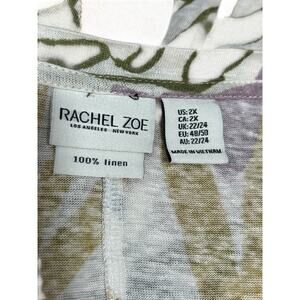 RACHEL ZOE
LOS ANGELES - NEW YORK
100% linen
US: 2X
CA: 2X
UK: 22/24
EU: 48/50
AU: 22/24
MADE IN VIETNAM